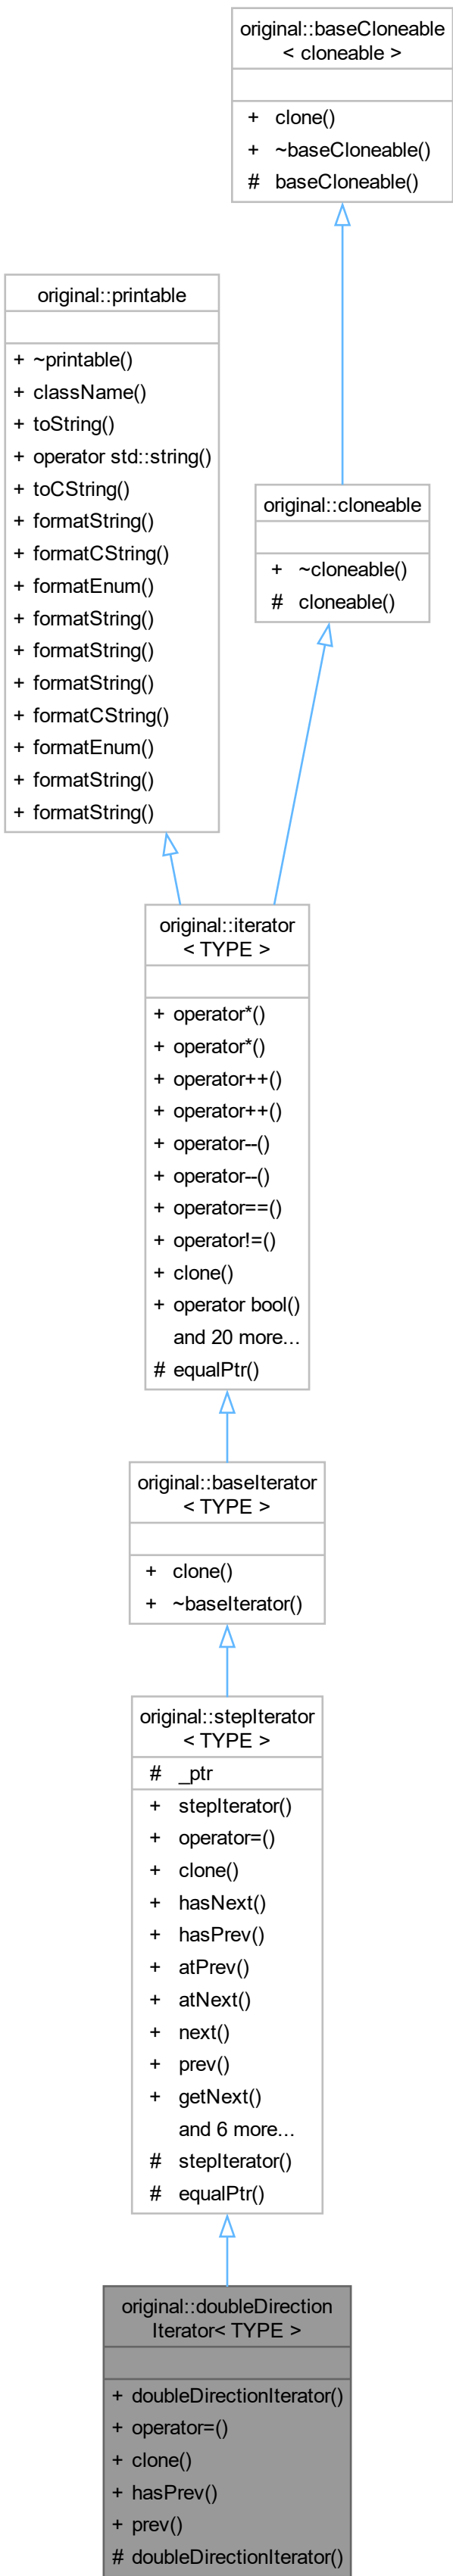 original::baseCloneable
< cloneable >
+ clone()
+ ~baseCloneable()
# baseCloneable()
original::printable
+ ~printable()
+ className()
+ toString()
+ operator std::string()
+ toCString()
+ formatString()
+ formatCString()
+ formatEnum()
+ formatString()
+ formatString()
+ formatString()
+ formatCString()
+ formatEnum()
+ formatString()
+ formatString()
original::cloneable
+ ~cloneable()
# cloneable()
original::iterator
< TYPE >
+ operator*()
+ operator*()
+ operator++()
+ operator++()
+ operator--()
+ operator--()
+ operator==()
+ operator!=()
+ clone()
+ operator bool()
and 20 more...
# equalPtr()
original::baseIterator
< TYPE >
+ clone()
+ ~baseIterator()
original::stepIterator
< TYPE >
# _ptr
+ stepIterator()
+ operator=()
+ clone()
+ hasNext()
+ hasPrev()
+ atPrev()
+ atNext()
+ next()
+ prev()
+ getNext()
and 6 more...
# stepIterator()
# equalPtr()
original::doubleDirection
Iterator< TYPE >
+ doubleDirectionIterator()
+ operator=()
+ clone()
+ hasPrev()
+ prev()
# doubleDirectionIterator()